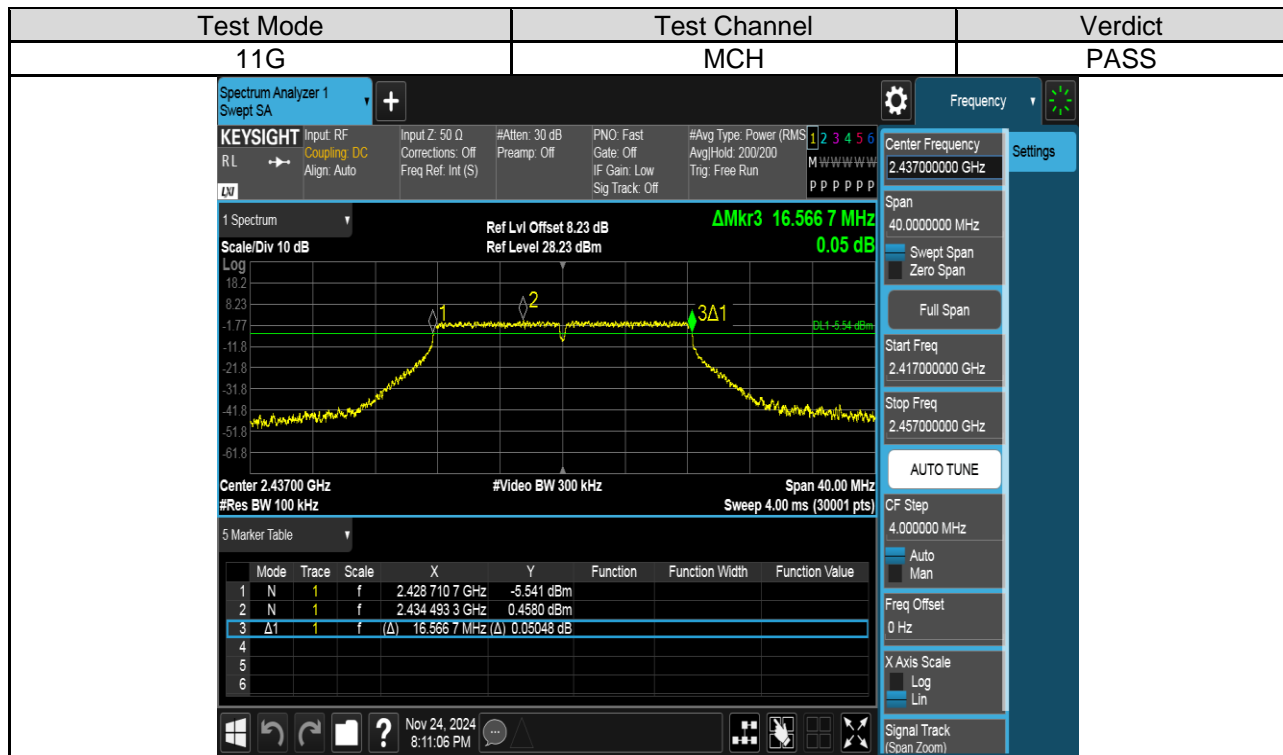 Test Mode Test Channel Verdict
11G MCH PASS
Spectrum Analyzer 1
Swept SA
+
Frequency
KEYSIGHT Input: RF Input Z: 50 Ω #Atten: 30 dB PNO: Fast #Avg Type: Power (RMS 1 2 3 4 5 6
RL Coupling: DC Corrections: Off Preamp: Off Gate: Off Avg|Hold: 200/200 M W W W W W
Align: Auto Freq Ref: Int (S) IF Gain: Low Trig: Free Run
LXI Sig Track: Off P P P P P P
1 Spectrum
Ref Lvl Offset 8.23 dB ΔMkr3 16.566 7 MHz
Scale/Div 10 dB Ref Level 28.23 dBm 0.05 dB
Log
18.2
8.23
-1.77
-11.8
-21.8
-31.8
-41.8
-51.8
-61.8
1 2 3Δ1
DL1 -5.54 dBm
Center 2.43700 GHz #Video BW 300 kHz Span 40.00 MHz
#Res BW 100 kHz Sweep 4.00 ms (30001 pts)
5 Marker Table
Mode Trace Scale X Y Function Function Width Function Value
1 N 1 f 2.428 710 7 GHz -5.541 dBm
2 N 1 f 2.434 493 3 GHz 0.4580 dBm
3 Δ1 1 f (Δ) 16.566 7 MHz (Δ) 0.05048 dB
4
5
6
? Nov 24, 2024
8:11:06 PM
Center Frequency
2.437000000 GHz
Settings
Span
40.0000000 MHz
Swept Span
Zero Span
Full Span
Start Freq
2.417000000 GHz
Stop Freq
2.457000000 GHz
AUTO TUNE
CF Step
4.000000 MHz
Auto
Man
Freq Offset
0 Hz
X Axis Scale
Log
Lin
Signal Track
(Span Zoom)